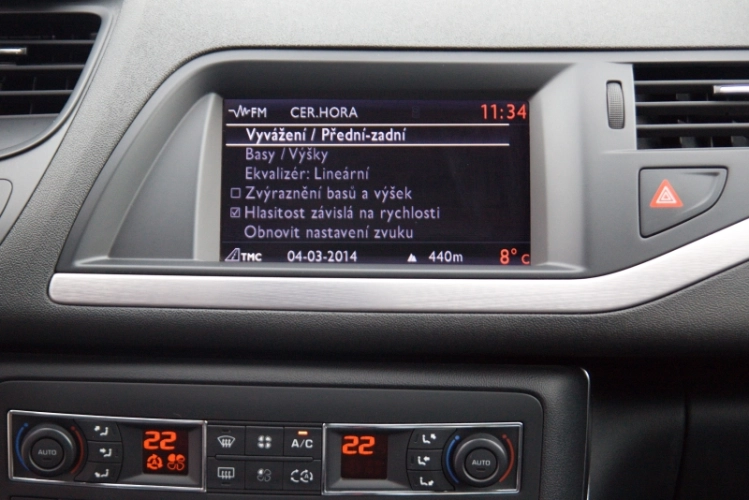 FM CER.HORA 11:34
Vyvážení / Přední-zadní
Basy / Výšky
Ekvalizér: Lineární
Zvýraznění basů a výšek
Hlasitost závislá na rychlosti
Obnovit nastavení zvuku
TMC 04-03-2014 440m 8° C
22 A/C 22
AUTO AUTO